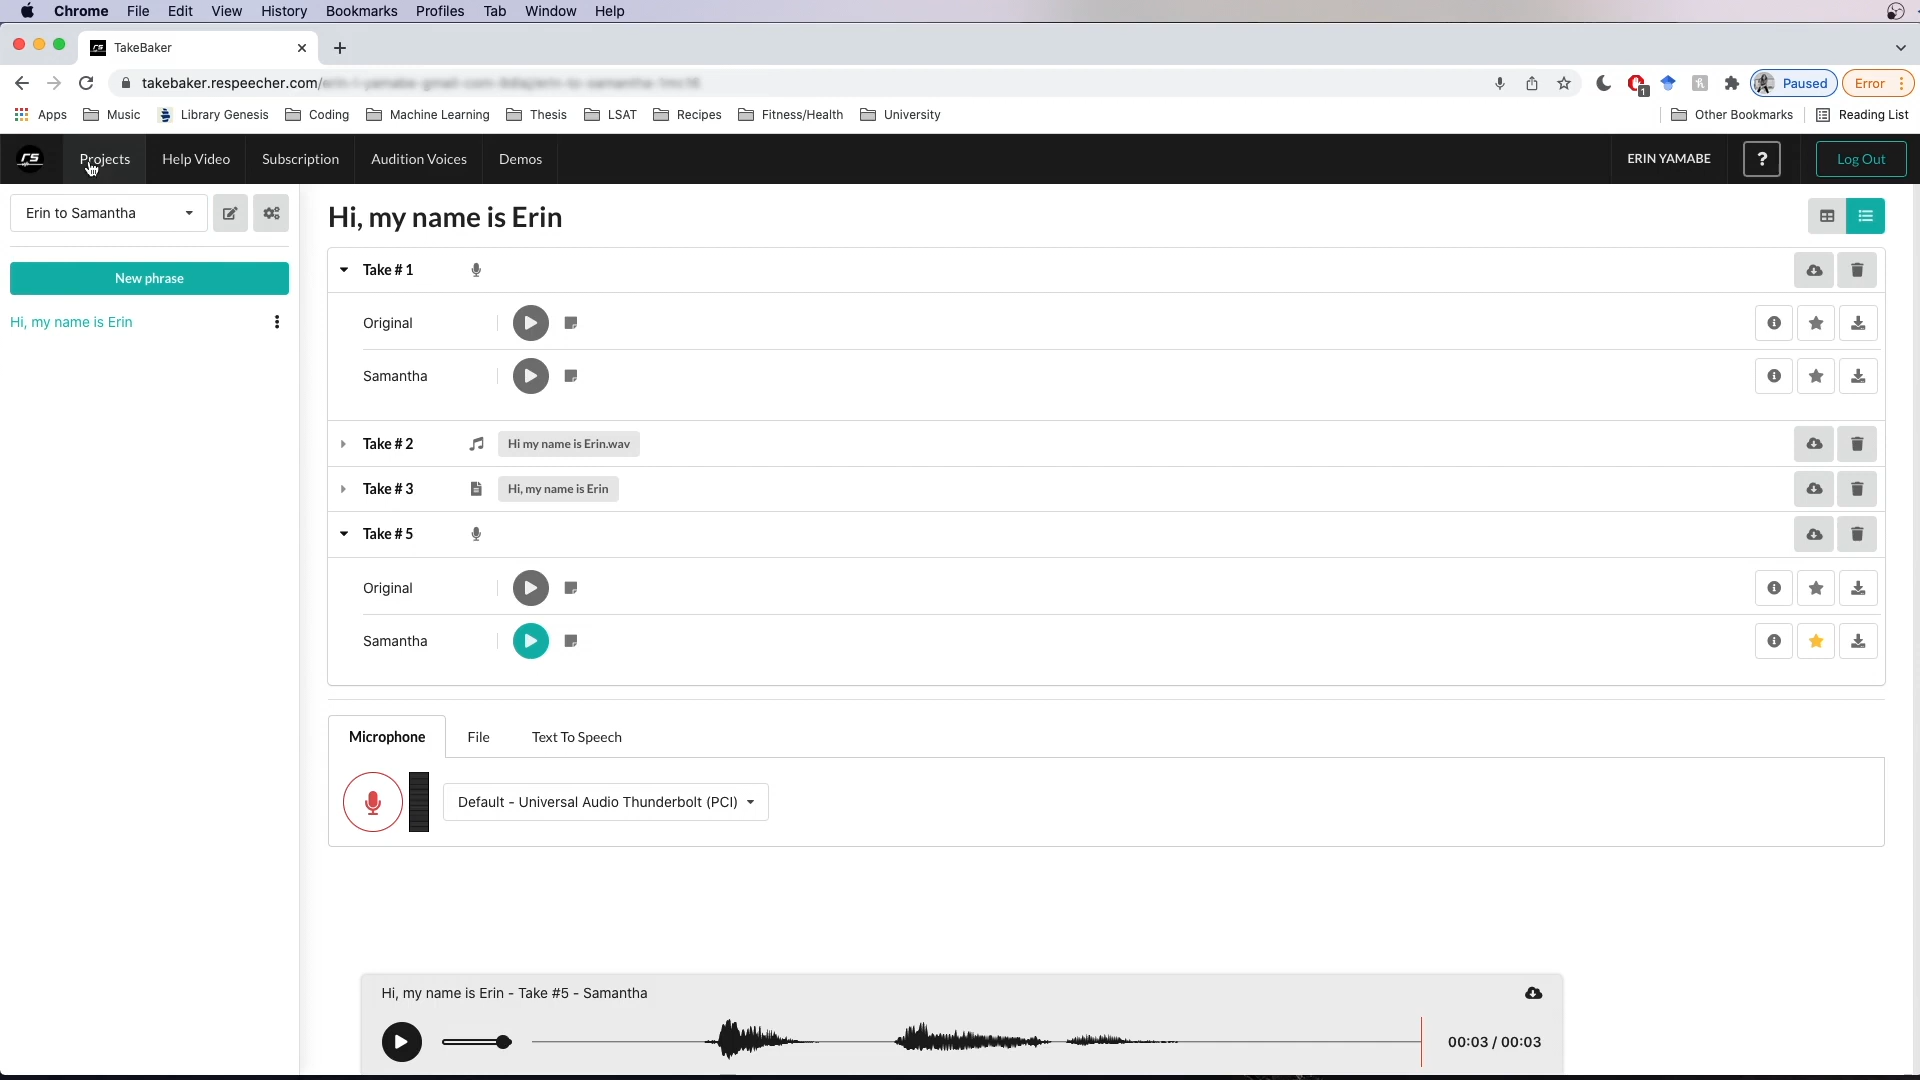 Chrome File Edit View History Bookmarks Profiles Tab Window Help
TakeBaker
takebaker.respeecher.com/
1
Paused
Error
Apps Music Library Genesis Coding Machine Learning Thesis LSAT Recipes Fitness/Health University Other Bookmarks Reading List
rs Projects Help Video Subscription Audition Voices Demos ERIN YAMABE ? Log Out
Erin to Samantha
New phrase
Hi, my name is Erin
Hi, my name is Erin
Take # 1
Original
Samantha
Take # 2 Hi my name is Erin.wav
Take # 3 Hi, my name is Erin
Take # 5
Original
Samantha
Microphone File Text To Speech
Default - Universal Audio Thunderbolt (PCI)
Hi, my name is Erin - Take #5 - Samantha
00:03 / 00:03